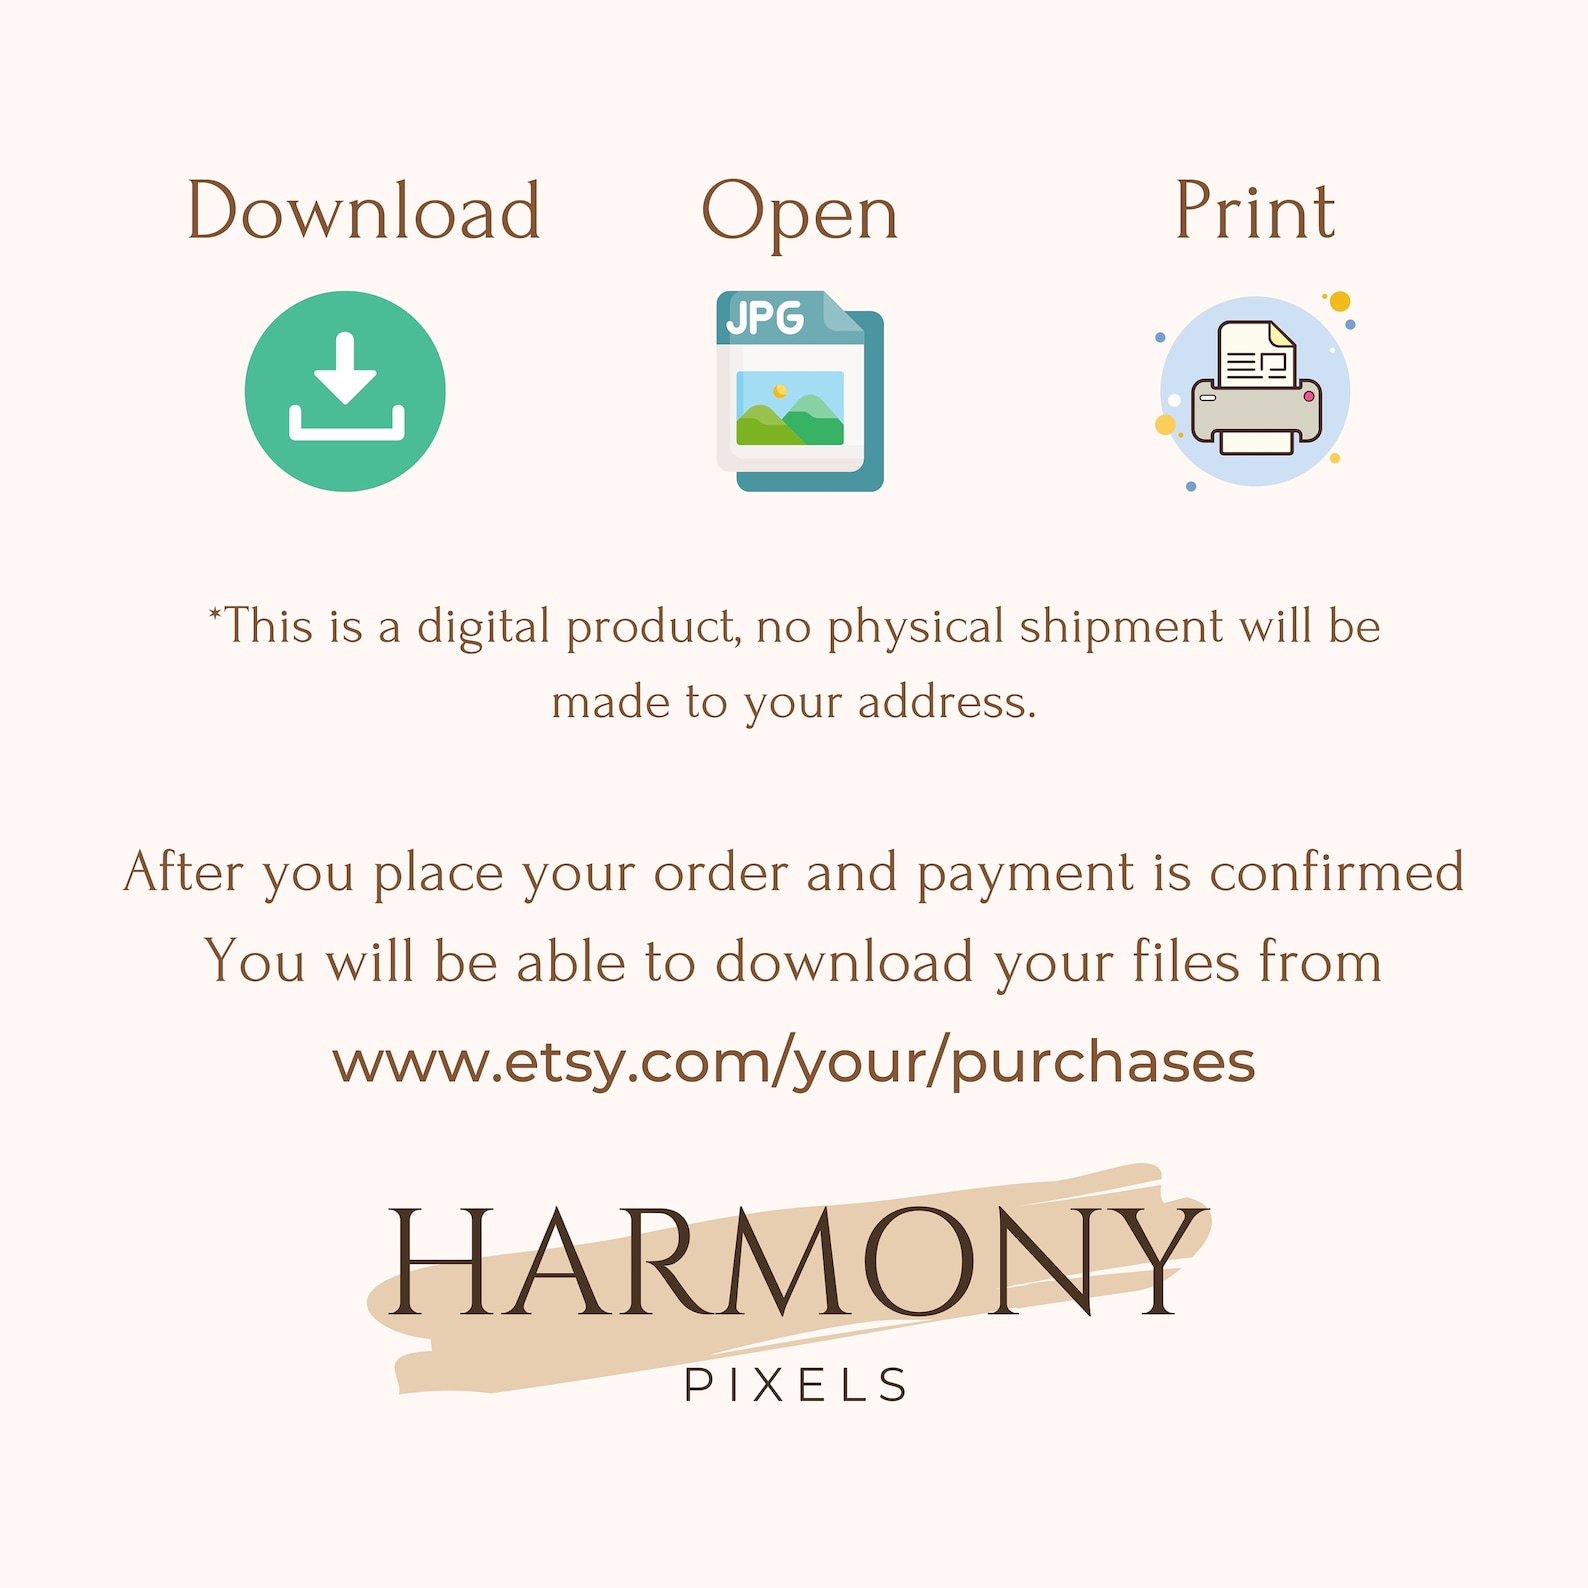 Download Open Print
JPG
*This is a digital product, no physical shipment will be
made to your address.
After you place your order and payment is confirmed
You will be able to download your files from
www.etsy.com/your/purchases
HARMONY
PIXELS